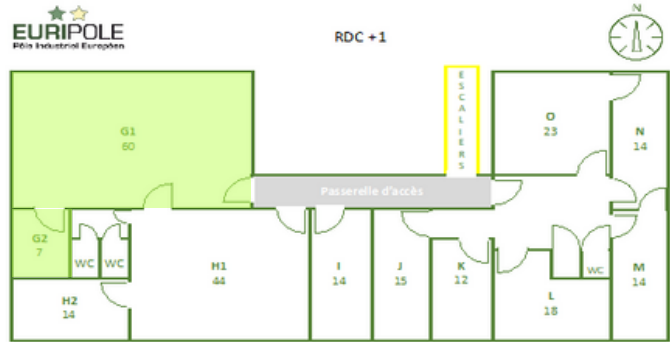 EURIPOLE
Pôle Industriel Européen
RDC +1
N
ESCALIERS
G1
60
O
23
N
14
Passerelle d'accès
G2
7
WC
WC
H1
44
I
14
J
15
K
12
WC
M
14
H2
14
L
18